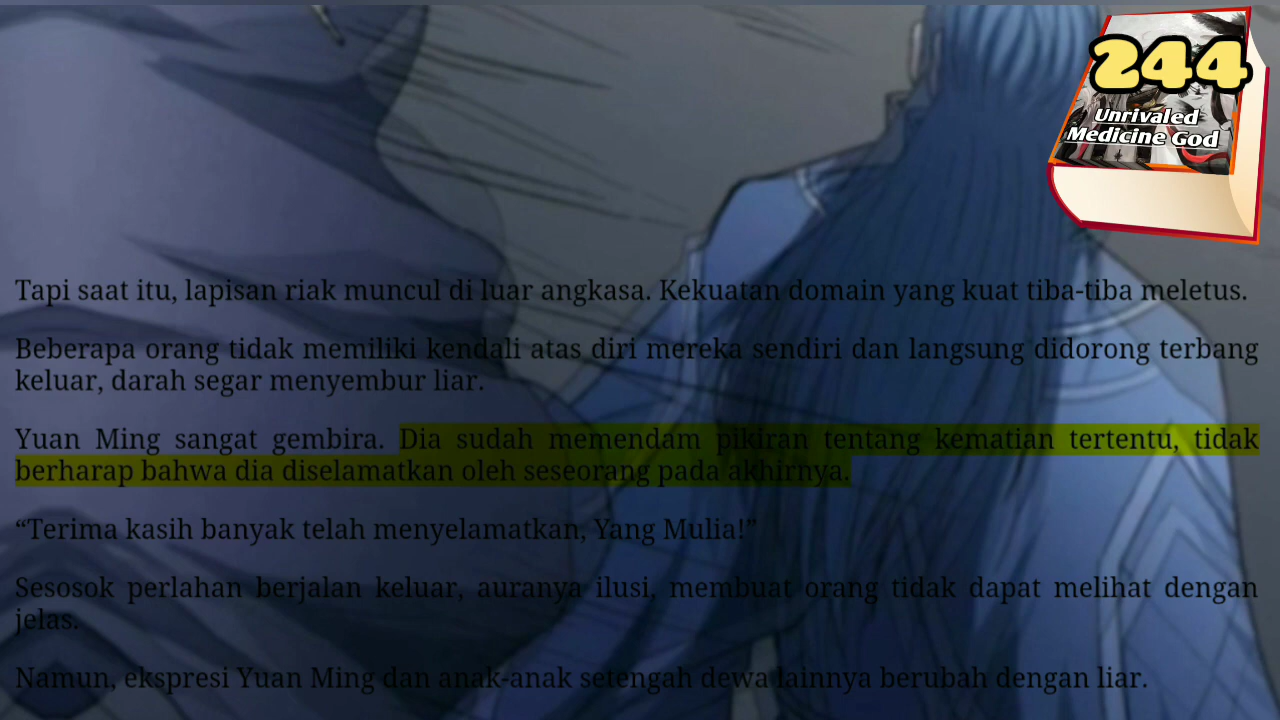 244
Unrivaled
Medicine God
Tapi saat itu, lapisan riak muncul di luar angkasa. Kekuatan domain yang kuat tiba-tiba meletus.
Beberapa orang tidak memiliki kendali atas diri mereka sendiri dan langsung didorong terbang
keluar, darah segar menyembur liar.
Yuan Ming sangat gembira. Dia sudah memendam pikiran tentang kematian tertentu, tidak
berharap bahwa dia diselamatkan oleh seseorang pada akhirnya.
“Terima kasih banyak telah menyelamatkan, Yang Mulia!”
Sesosok perlahan berjalan keluar, auranya ilusi, membuat orang tidak dapat melihat dengan
jelas.
Namun, ekspresi Yuan Ming dan anak-anak setengah dewa lainnya berubah dengan liar.